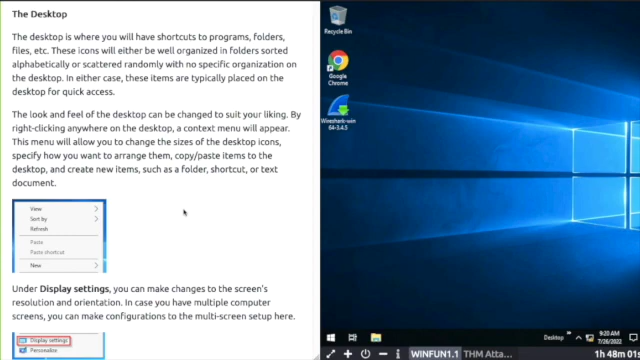 The Desktop
The desktop is where you will have shortcuts to programs, folders,
files, etc. These icons will either be well organized in folders sorted
alphabetically or scattered randomly with no specific organization on
the desktop. In either case, these items are typically placed on the
desktop for quick access.
The look and feel of the desktop can be changed to suit your liking. By
right-clicking anywhere on the desktop, a context menu will appear.
This menu will allow you to change the sizes of the desktop icons,
specify how you want to arrange them, copy/paste items to the
desktop, and create new items, such as a folder, shortcut, or text
document.
View
Sort by
Refresh
Paste
Paste shortcut
New
Under Display settings, you can make changes to the screen's
resolution and orientation. In case you have multiple computer
screens, you can make configurations to the multi-screen setup here.
Display settings
Personalize
Recycle Bin
Google
Chrome
Wireshark-win
64-3.4.5
Desktop
9:20 AM
7/26/2022
WINFUN1.1
THM Atta...
1h 48m 01